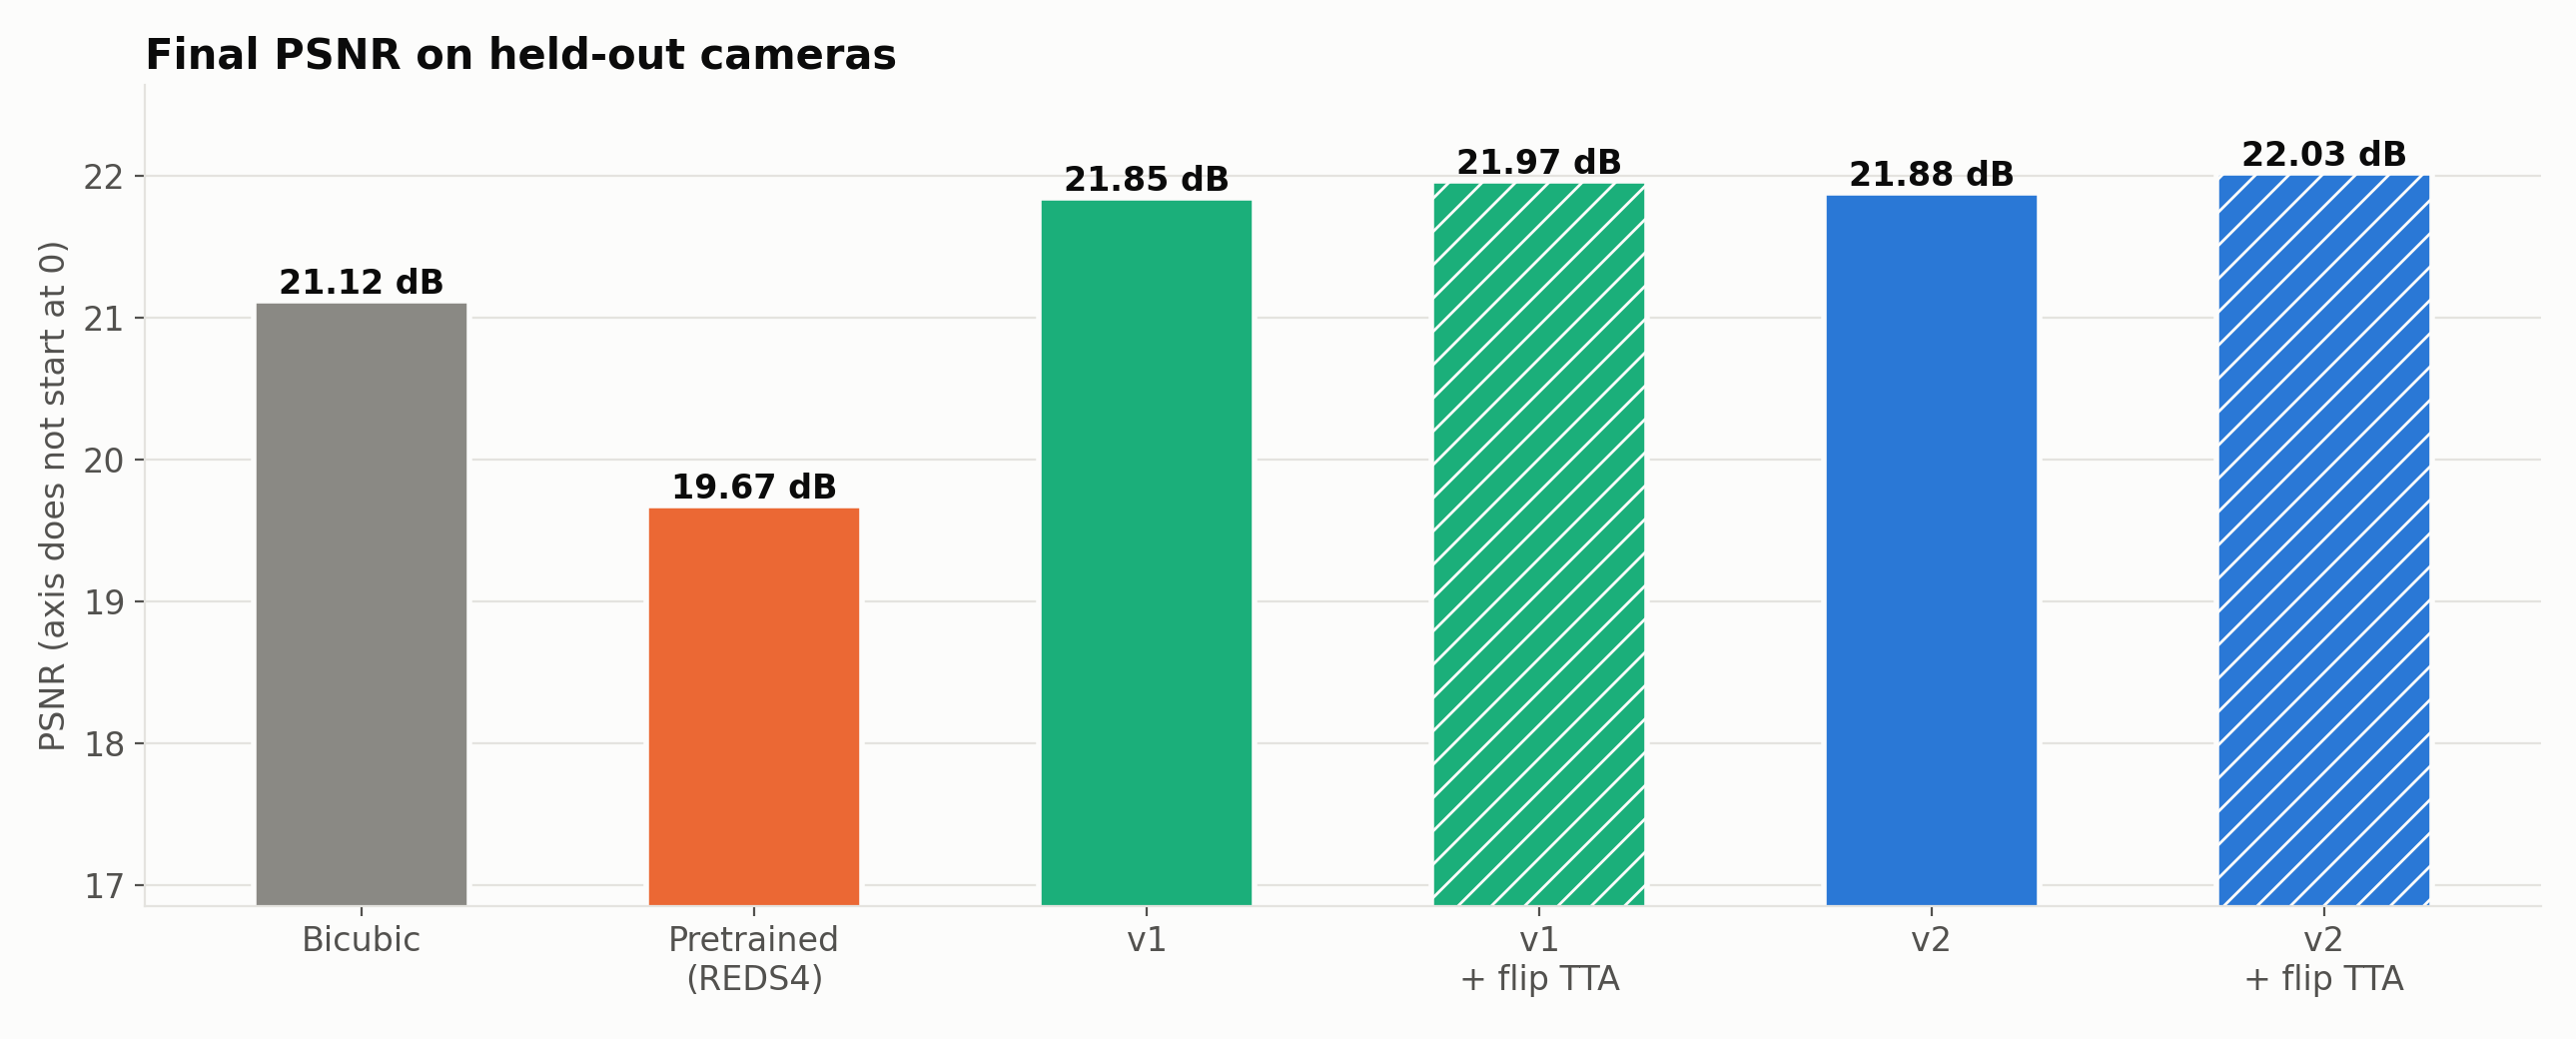 Final PSNR on held-out cameras
PSNR (axis does not start at 0)
22
21
20
19
18
17
21.12 dB
19.67 dB
21.85 dB
21.97 dB
21.88 dB
22.03 dB
Bicubic
Pretrained
(REDS4)
v1
v1
+ flip TTA
v2
v2
+ flip TTA